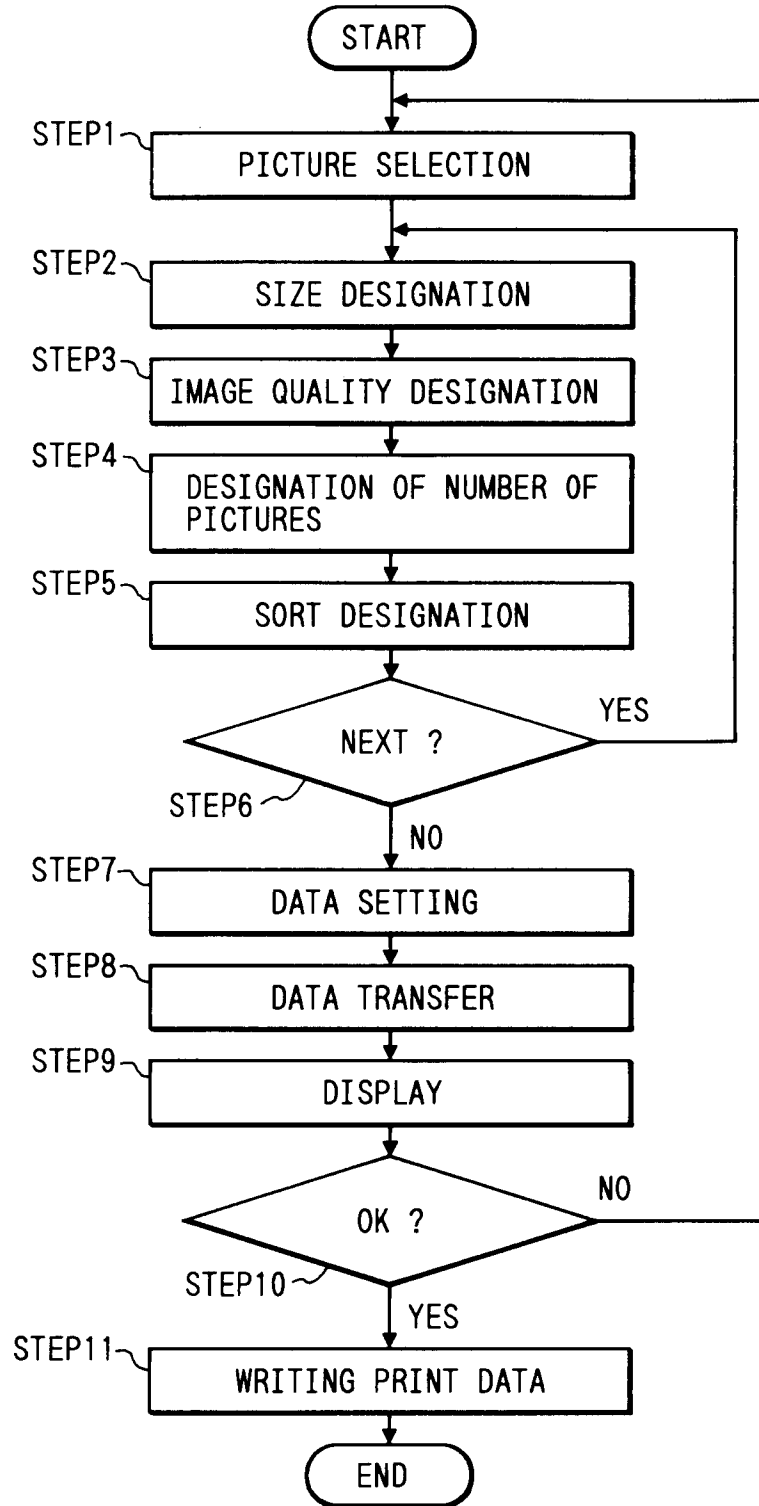 START
STEP1
PICTURE SELECTION
STEP2
SIZE DESIGNATION
STEP3
IMAGE QUALITY DESIGNATION
STEP4
DESIGNATION OF NUMBER OF
PICTURES
STEP5
SORT DESIGNATION
NEXT ?
YES
STEP6
NO
STEP7
DATA SETTING
STEP8
DATA TRANSFER
STEP9
DISPLAY
OK ?
NO
STEP10
YES
STEP11
WRITING PRINT DATA
END